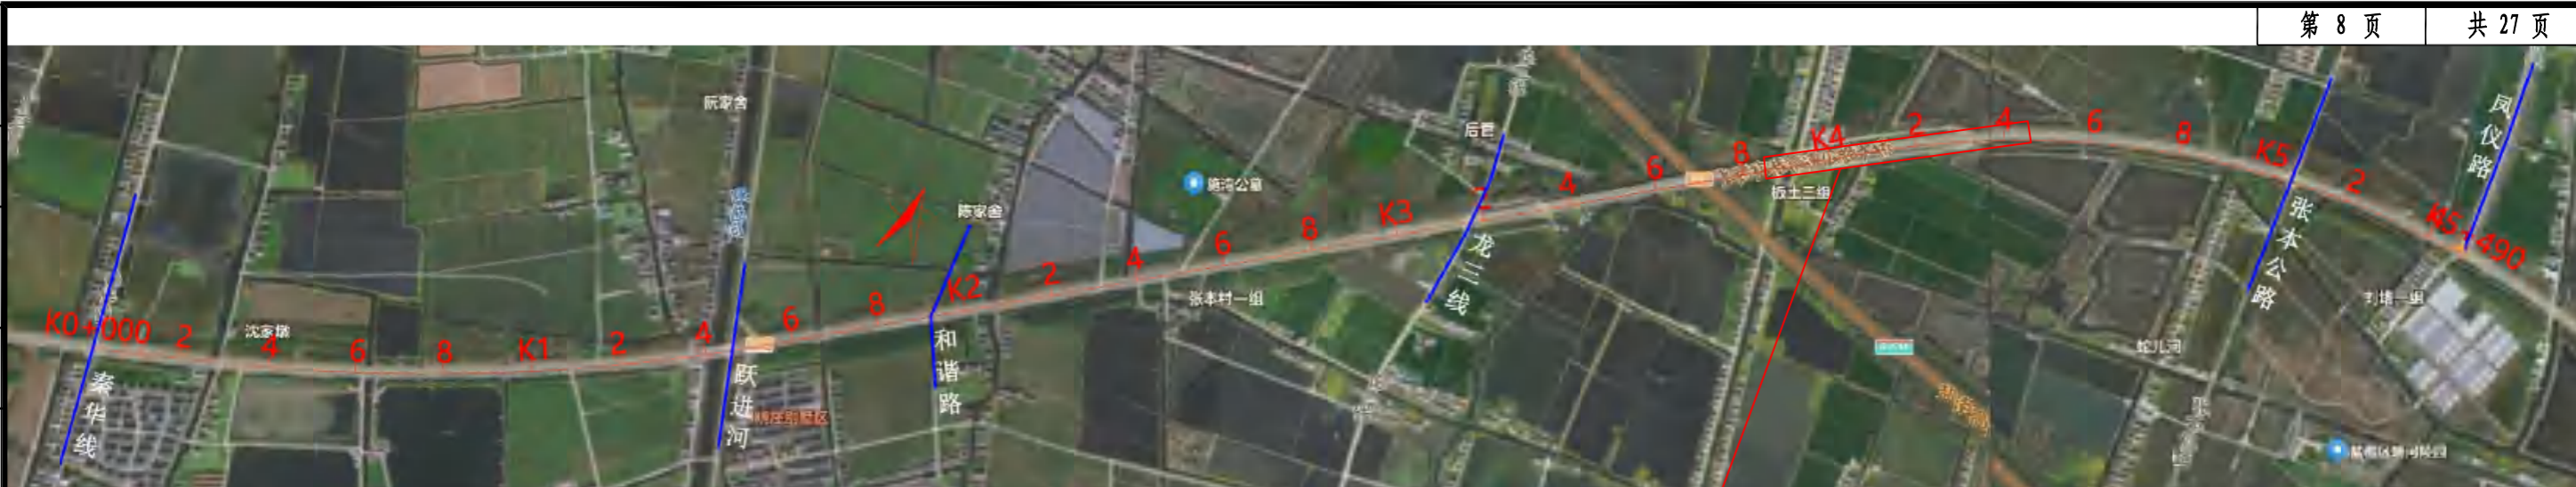 第 8 页
共 27 页
K0+000
2
4
6
8
K1
2
4
6
8
K2
2
4
6
8
K3
2
4
6
8
K4
2
4
6
8
K5
2
4
K5+490
秦华线
跃进河
和谐路
龙三线
张本公路
凤仪路
沈家墩
阮家舍
陈家舍
施湾公墓
张本村一组
后管
板土三组
蛇儿河